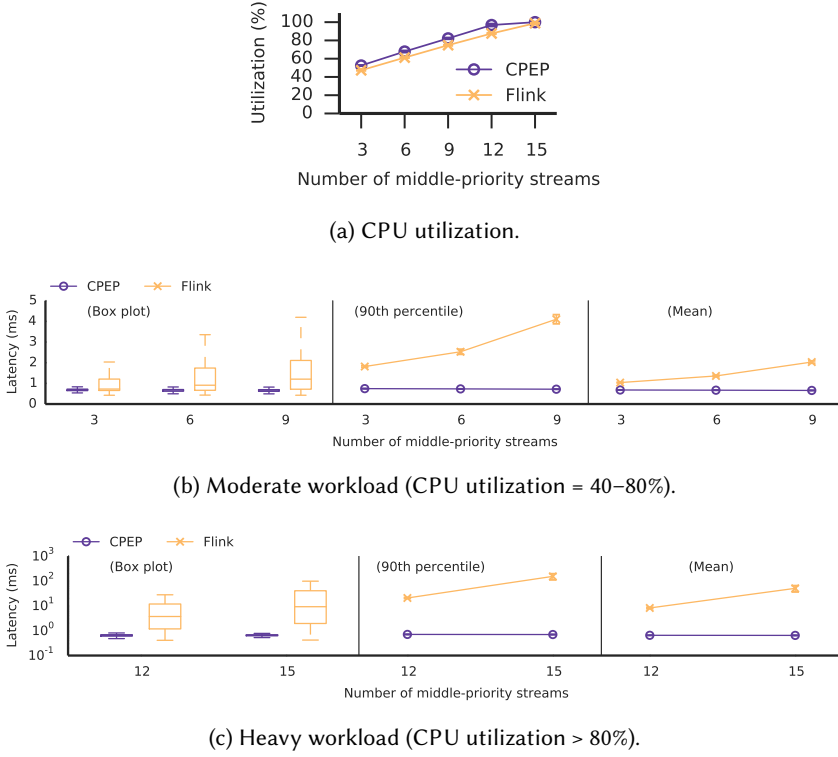 Utilization (%)
100
80
60
40
20
0
CPEP
Flink
3 6 9 12 15
Number of middle-priority streams
(a) CPU utilization.
CPEP Flink
Latency (ms)
5
4
3
2
1
0
(Box plot) (90th percentile) (Mean)
3 6 9 3 6 9 3 6 9
Number of middle-priority streams
(b) Moderate workload (CPU utilization = 40–80%).
CPEP Flink
Latency (ms)
10^3
10^2
10^1
10^0
10^-1
(Box plot) (90th percentile) (Mean)
12 15 12 15 12 15
Number of middle-priority streams
(c) Heavy workload (CPU utilization > 80%).